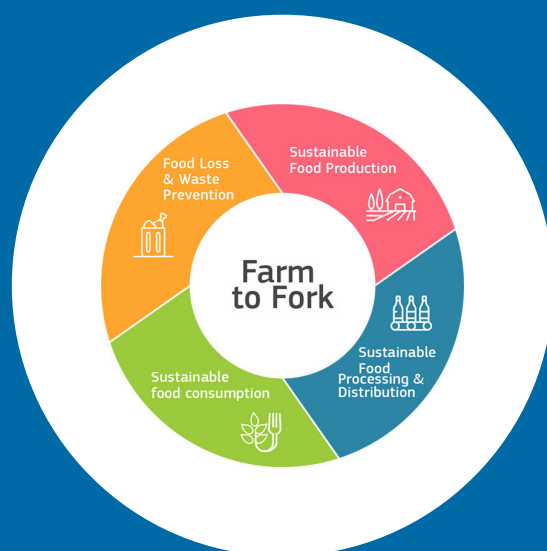 Sustainable
Food Production
Food Loss
& Waste
Prevention
Farm
to Fork
Sustainable
Food
Processing &
Distribution
Sustainable
food consumption